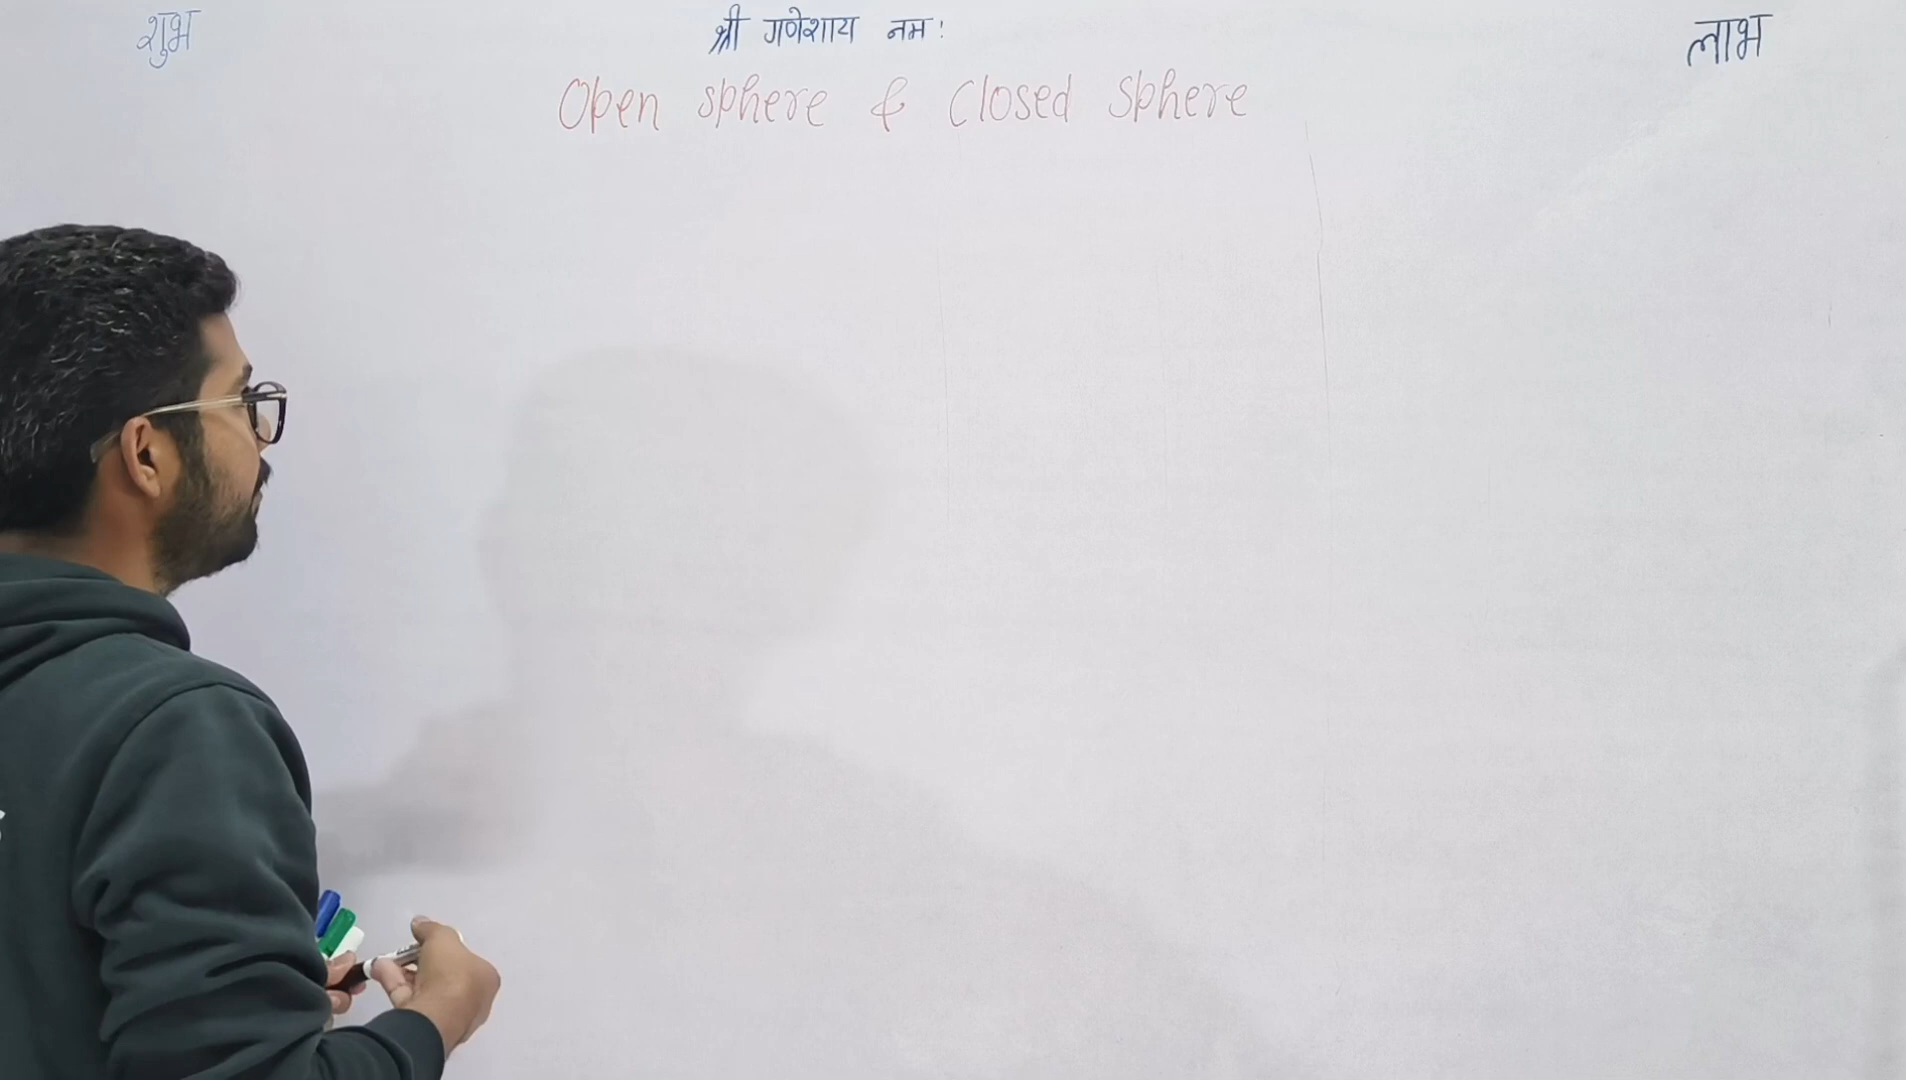 शुभ श्री गणेशाय नमः लाभ
Open sphere & Closed Sphere